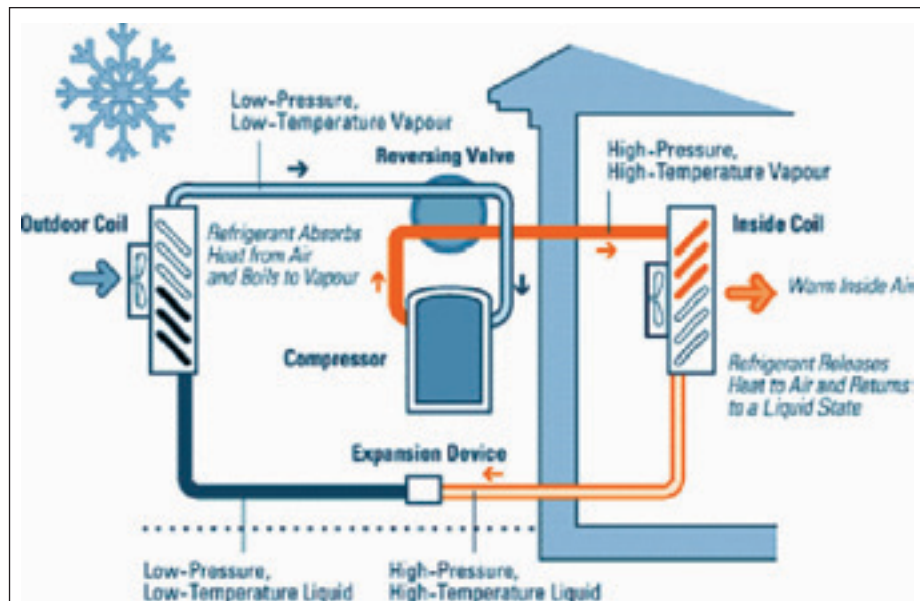 Low-Pressure,
Low-Temperature Vapour
Reversing Valve
High-Pressure,
High-Temperature Vapour
Outdoor Coil
Refrigerant Absorbs
Heat from Air
and Boils to Vapour
Inside Coil
Warm Inside Air
Compressor
Refrigerant Releases
Heat to Air and Returns
to a Liquid State
Expansion Device
Low-Pressure,
Low-Temperature Liquid
High-Pressure,
High-Temperature Liquid